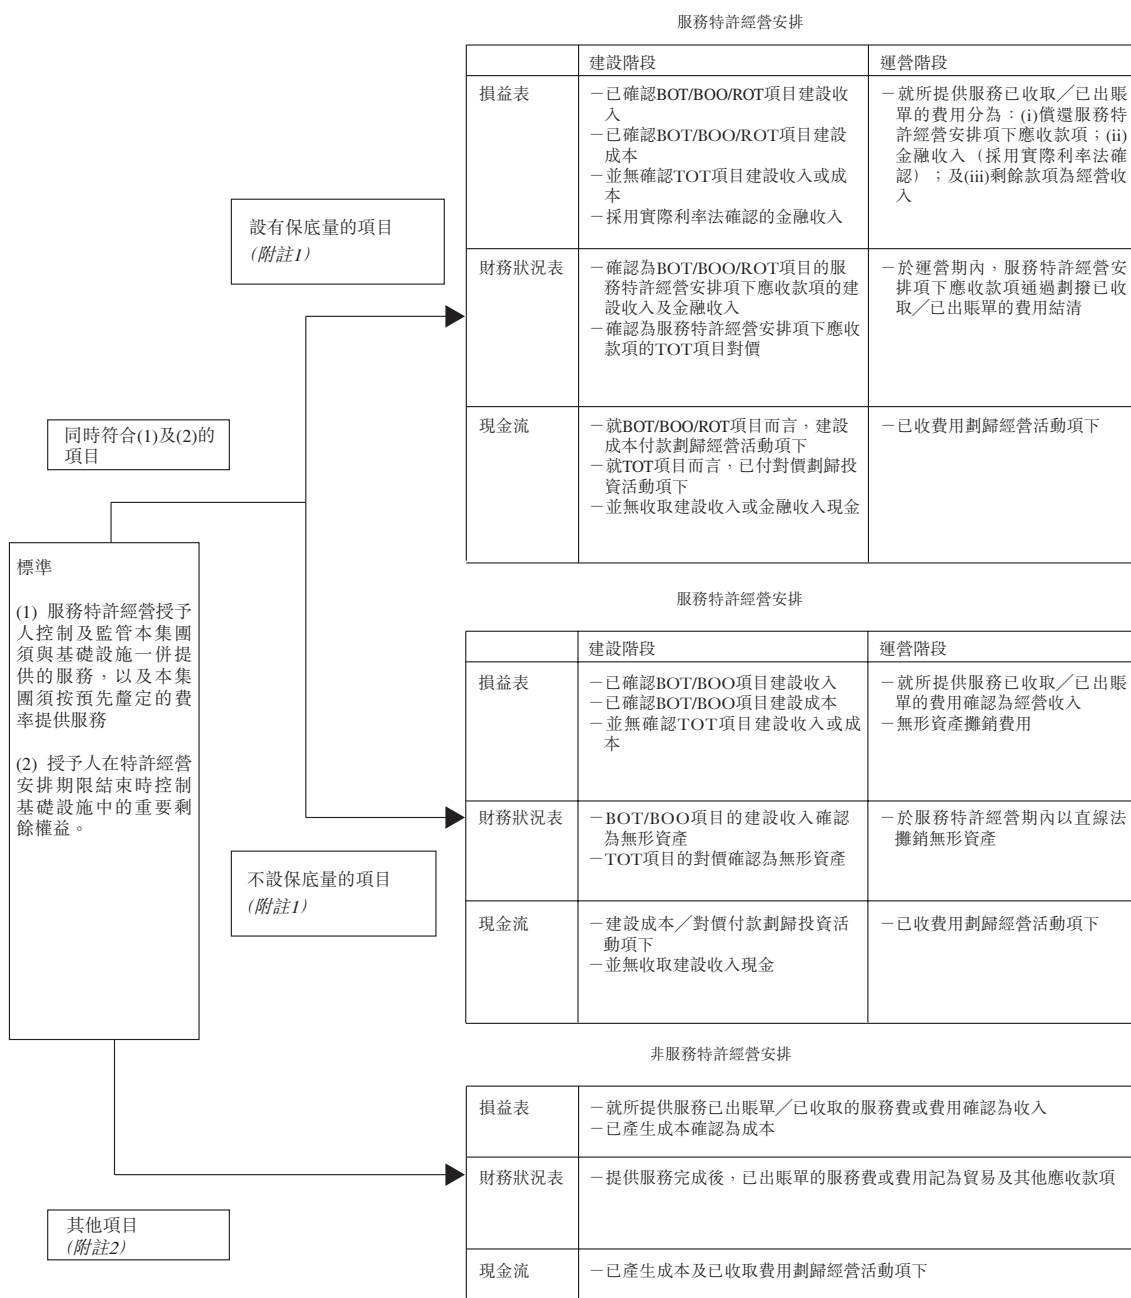 服務特許經營安排
建設階段
運營階段
損益表
－已確認BOT/BOO/ROT項目建設收
入
－已確認BOT/BOO/ROT項目建設
成本
－並無確認TOT項目建設收入或成
本
－採用實際利率法確認的金融收入
－就所提供服務已收取／已出賬
單的費用分為：(i)償還服務特
許經營安排項下應收款項；(ii)
金融收入（採用實際利率法確
認）；及(iii)剩餘款項為經營收
入
設有保底量的項目
（附註1）
財務狀況表
－確認為BOT/BOO/ROT項目的服
務特許經營安排項下應收款項的建
設收入及金融收入
－確認為服務特許經營安排項下應收
款項的TOT項目對價
－於運營期內，服務特許經營安
排項下應收款項通過劃撥已收
取／已出賬單的費用結清
同時符合(1)及(2)的
項目
現金流
－就BOT/BOO/ROT項目而言，建設
成本付款劃歸經營活動項下
－就TOT項目而言，已付對價劃歸投
資活動項下
－並無收取建設收入或金融收入現金
－已收費用劃歸經營活動項下
標準
(1) 服務特許經營授予
人控制及監管本集團
須與基礎設施一併提
供的服務，以及本集
團須按預先釐定的費
率提供服務
(2) 授予人在特許經營
安排期限結束時控制
基礎設施中的重要剩
餘權益。
服務特許經營安排
建設階段
運營階段
損益表
－已確認BOT/BOO項目建設收入
－已確認BOT/BOO項目建設成本
－並無確認TOT項目建設收入或成
本
－就所提供服務已收取／已出賬
單的費用確認為經營收入
－無形資產攤銷費用
財務狀況表
－BOT/BOO項目的建設收入確認
為無形資產
－TOT項目的對價確認為無形資產
－於服務特許經營期內以直線法
攤銷無形資產
不設保底量的項目
（附註1）
現金流
－建設成本／對價付款劃歸投資活
動項下
－並無收取建設收入現金
－已收費用劃歸經營活動項下
非服務特許經營安排
損益表
－就所提供服務已出賬單／已收取的服務費或費用確認為收入
－已產生成本確認為成本
財務狀況表
－提供服務完成後，已出賬單的服務費或費用記為貿易及其他應收款項
其他項目
（附註2）
現金流
－已產生成本及已收取費用劃歸經營活動項下